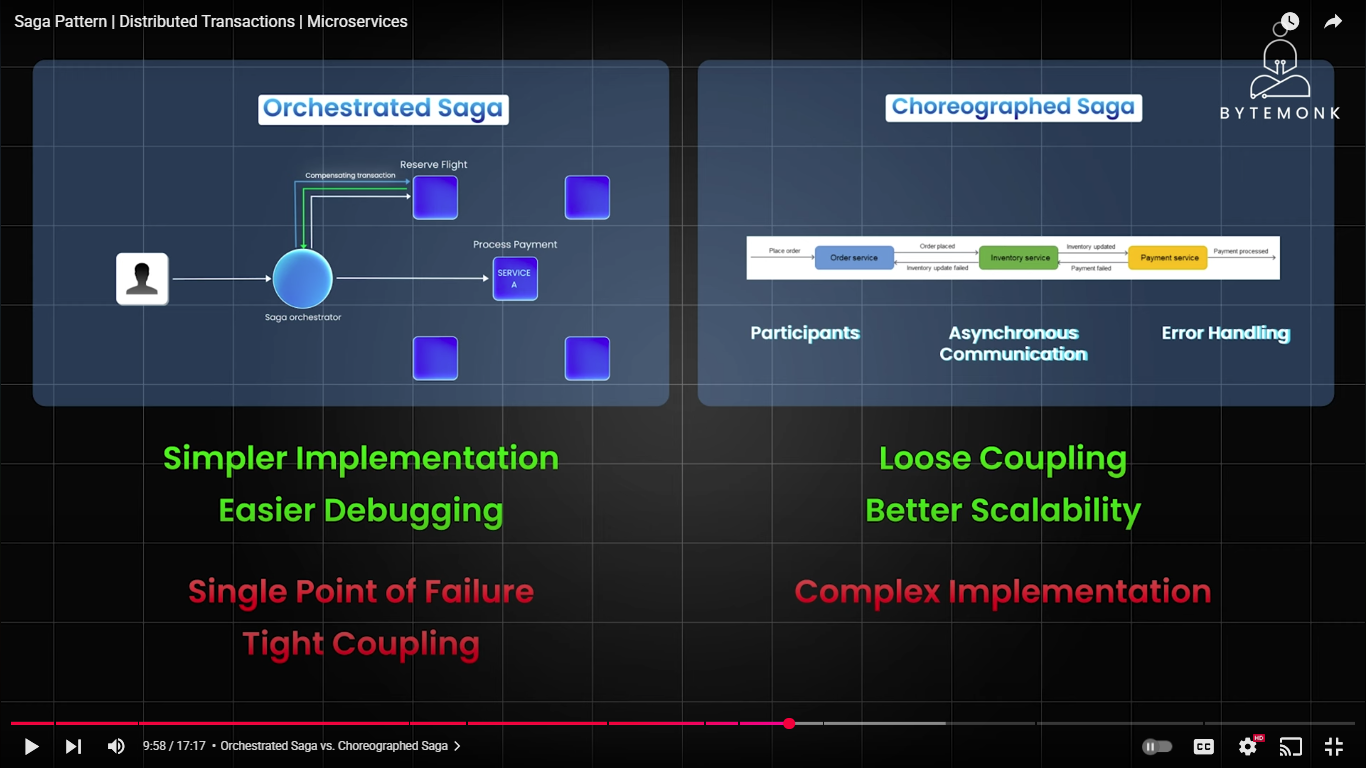 Saga Pattern | Distributed Transactions | Microservices
BYTEMONK
Orchestrated Saga
Reserve Flight
Compensating transaction
Process Payment
SERVICE
A
Saga orchestrator
Choreographed Saga
Place order
Order service
Order placed
Inventory update failed
Inventory service
Inventory updated
Payment failed
Payment service
Payment processed
Participants
Asynchronous
Communication
Error Handling
Simpler Implementation
Easier Debugging
Single Point of Failure
Tight Coupling
Loose Coupling
Better Scalability
Complex Implementation
9:58 / 17:17 • Orchestrated Saga vs. Choreographed Saga
CC
HD